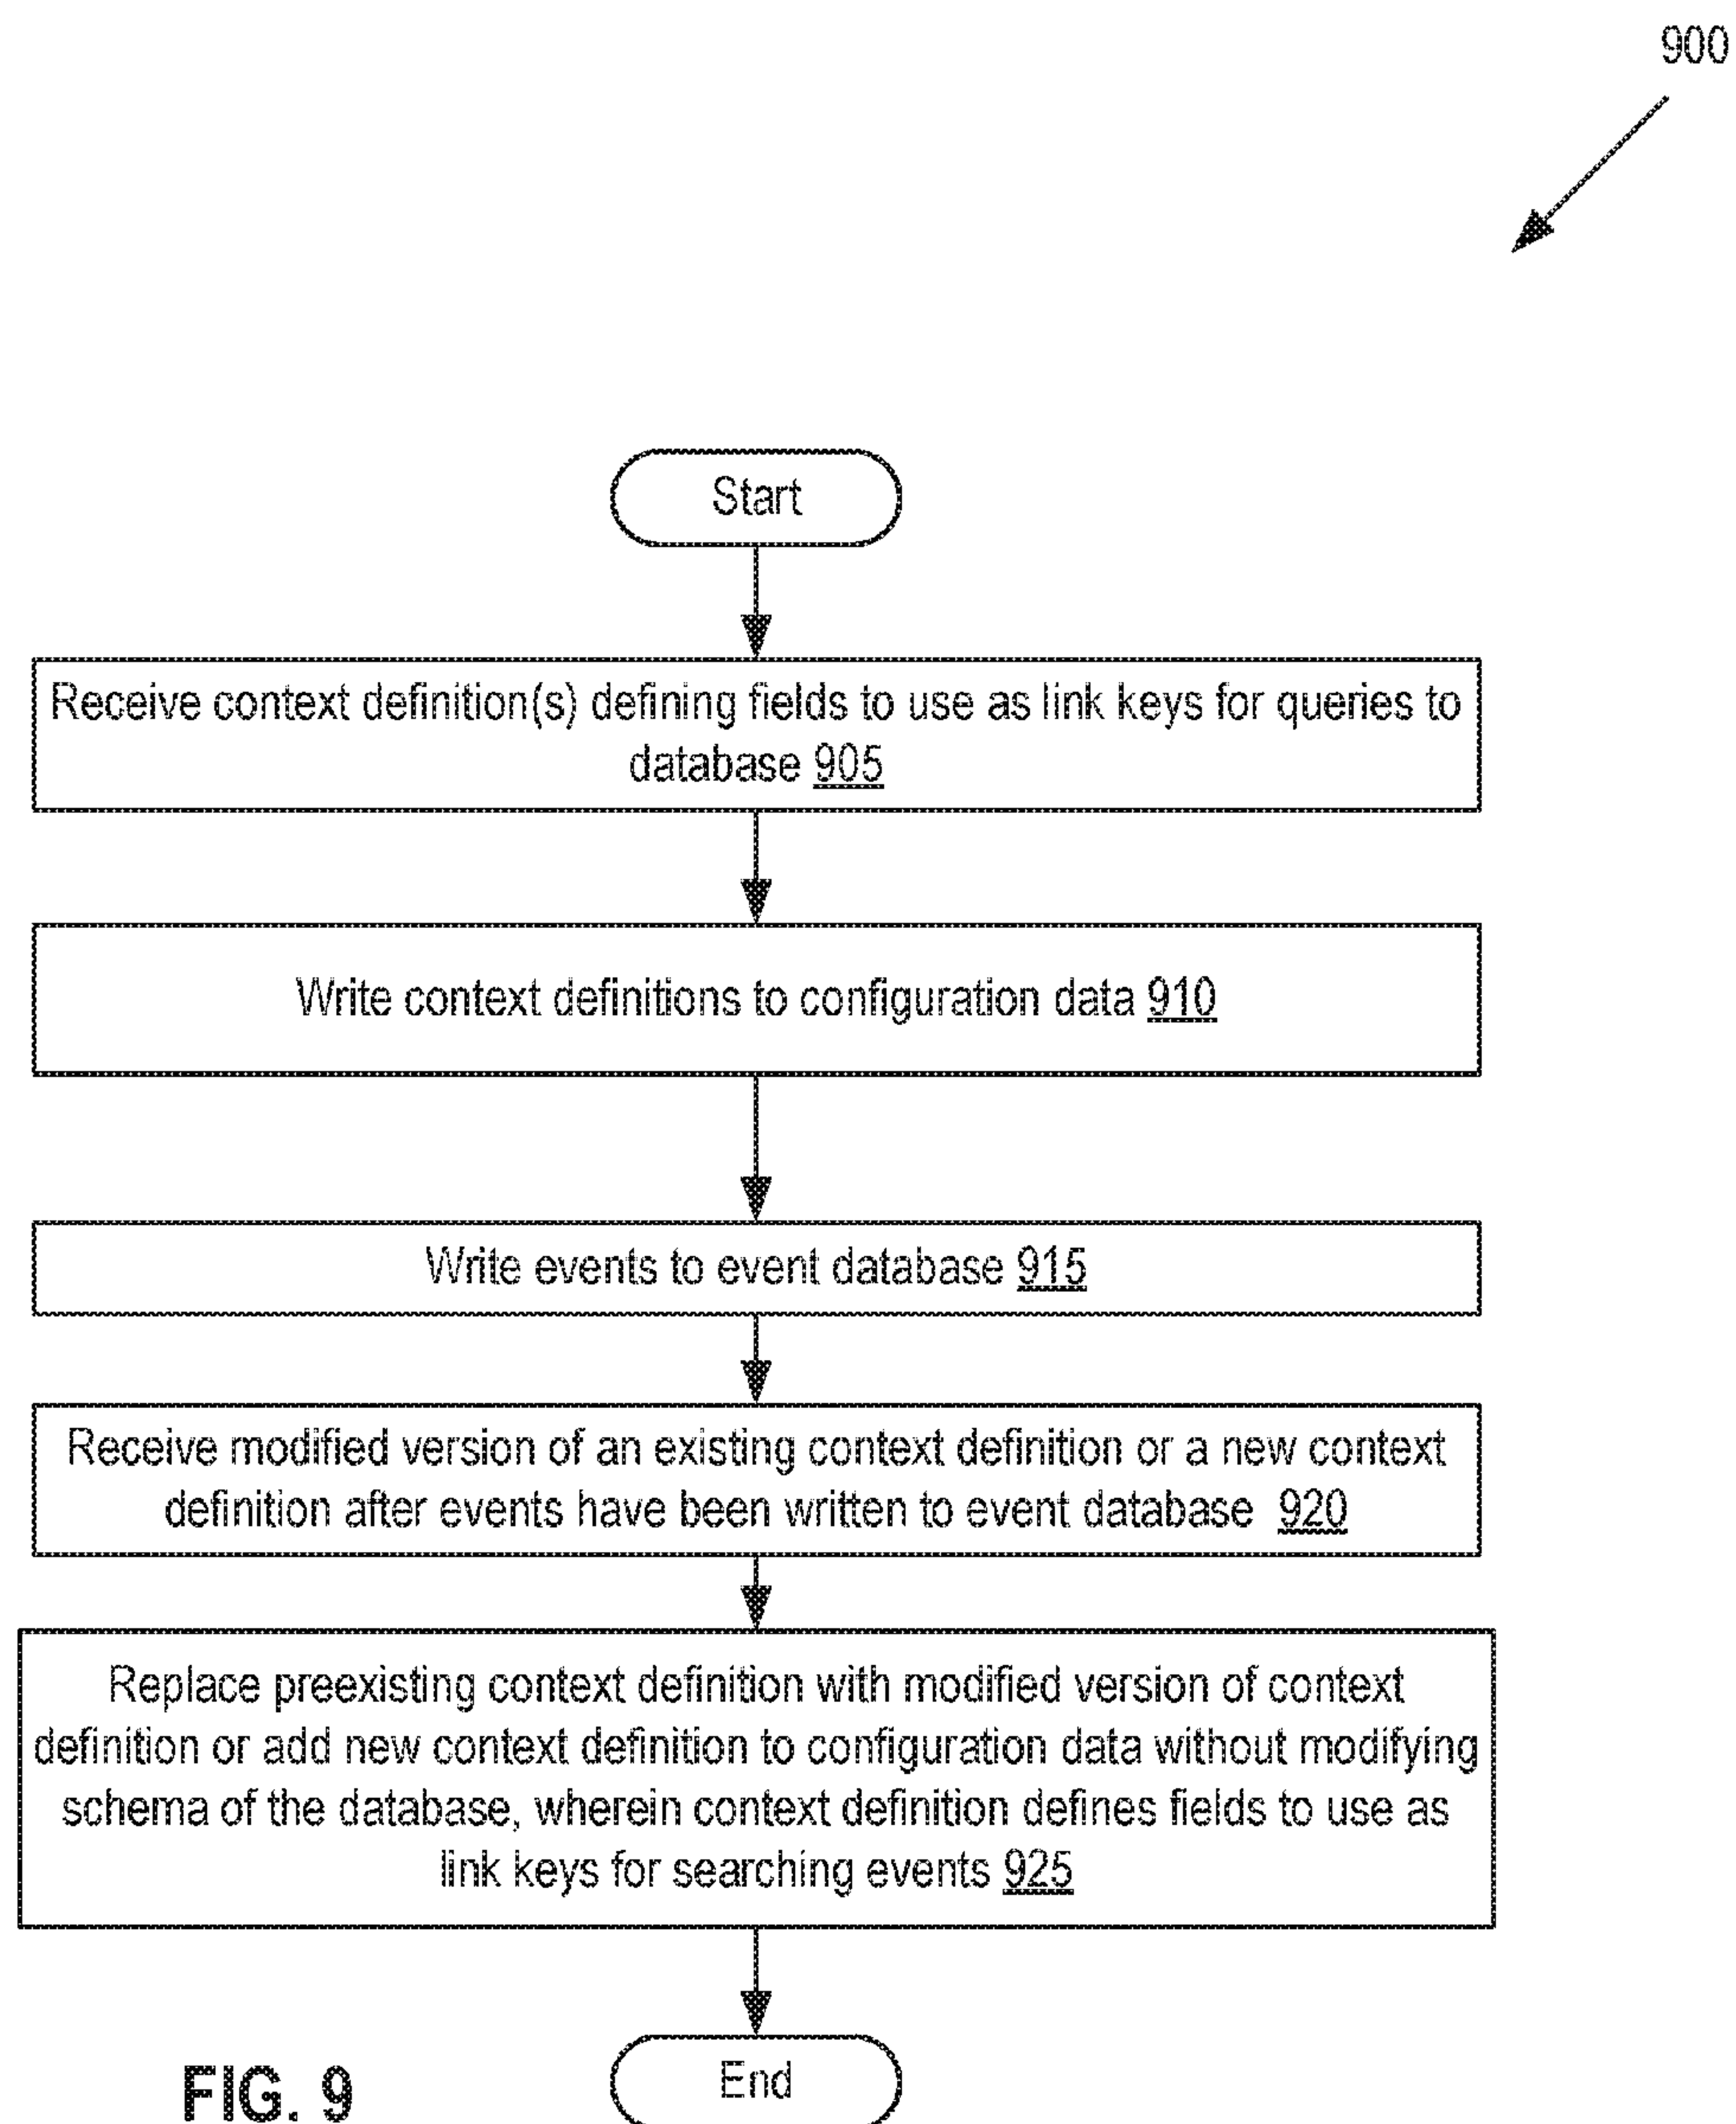 900
Start
Receive context definition(s) defining fields to use as link keys for queries to
database 905
Write context definitions to configuration data 910
Write events to event database 915
Receive modified version of an existing context definition or a new context
definition after events have been written to event database 920
Replace preexisting context definition with modified version of context
definition or add new context definition to configuration data without modifying
schema of the database, wherein context definition defines fields to use as
link keys for searching events 925
End
FIG. 9